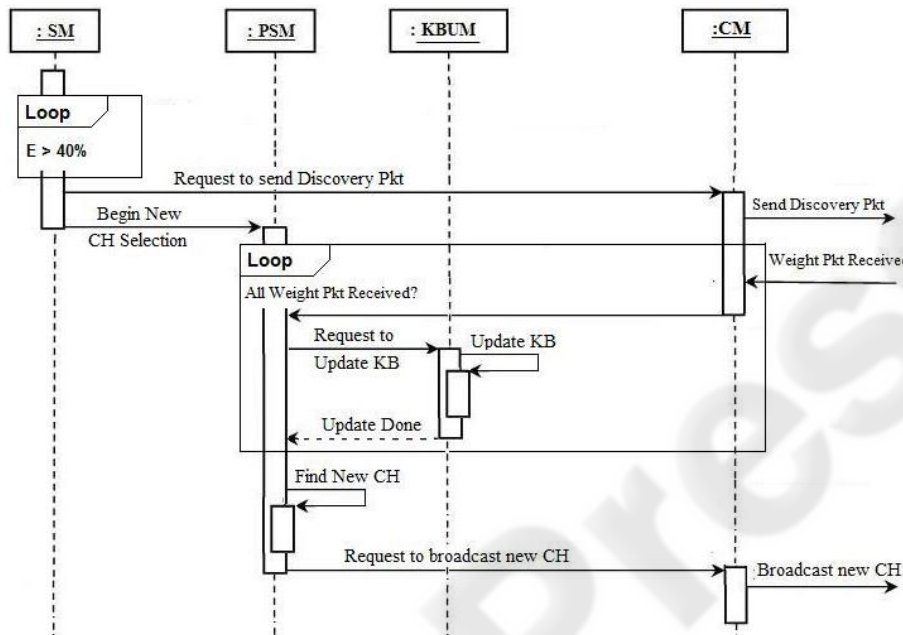 : SM
: PSM
: KBUM
:CM
Loop
E > 40%
Request to send Discovery Pkt
Send Discovery Pkt
Begin New
CH Selection
Loop
Weight Pkt Received
All Weight Pkt Received?
Request to
Update KB
Update KB
Update Done
Find New CH
Request to broadcast new CH
Broadcast new CH
Pres